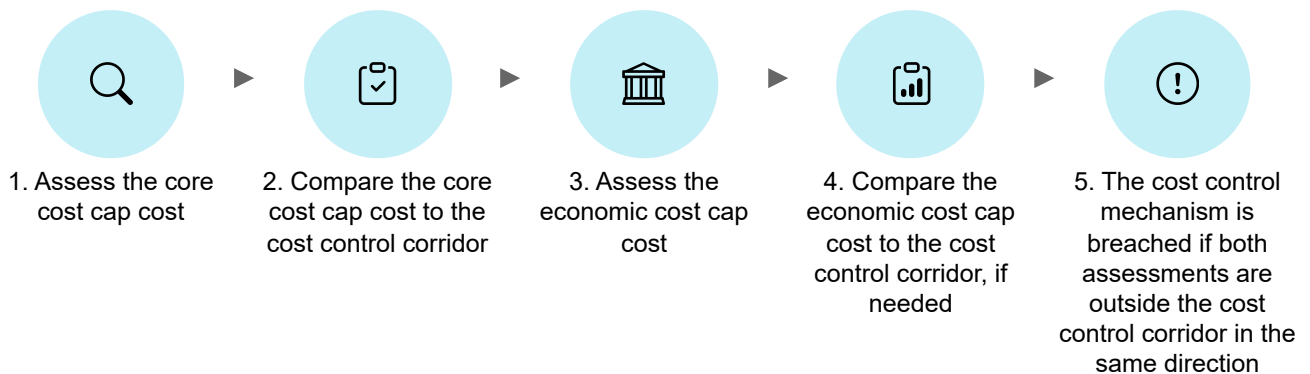 1. Assess the core
cost cap cost
2. Compare the core
cost cap cost to the
cost control corridor
3. Assess the
economic cost cap
cost
4. Compare the
economic cost cap
cost to the cost
control corridor, if
needed
5. The cost control
mechanism is
breached if both
assessments are
outside the cost
control corridor in the
same direction